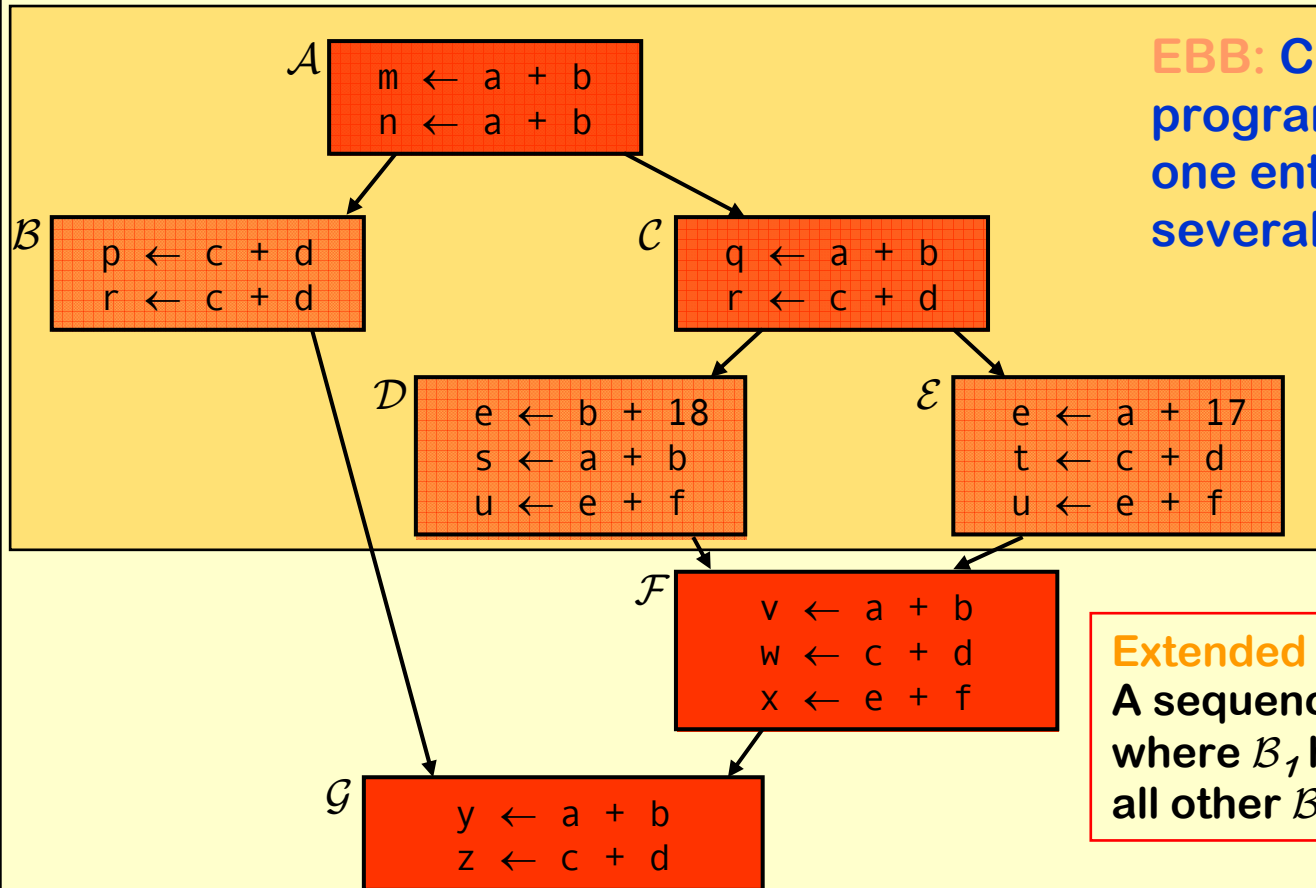 A
m ← a + b
n ← a + b
EBB: C
program
one ent
several
B
p ← c + d
r ← c + d
C
q ← a + b
r ← c + d
D
e ← b + 18
s ← a + b
u ← e + f
E
e ← a + 17
t ← c + d
u ← e + f
F
v ← a + b
w ← c + d
x ← e + f
Extended
A sequenc
where B₁
all other B
G
y ← a + b
z ← c + d